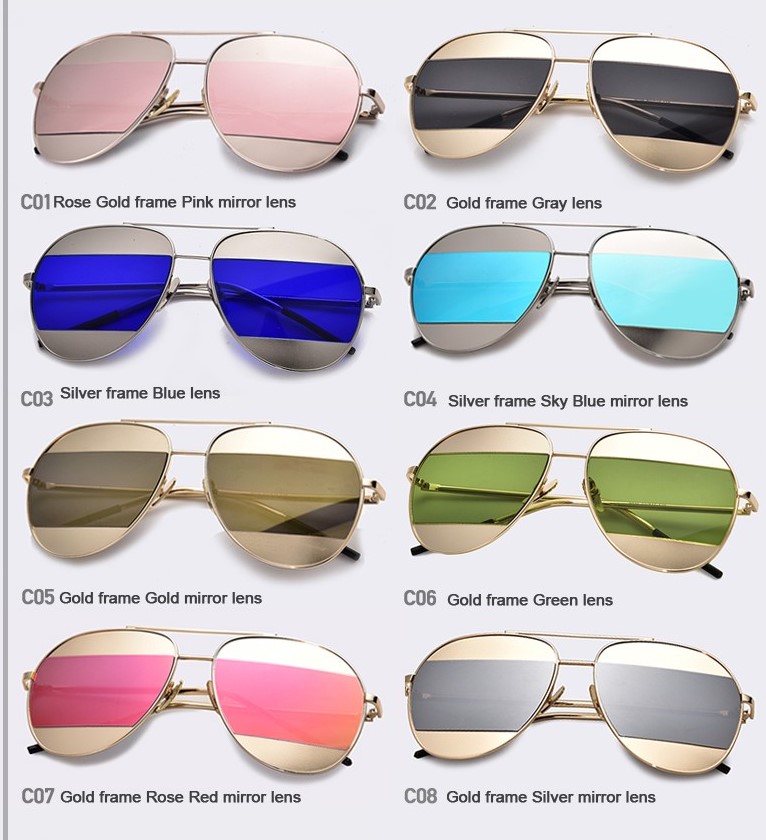 C01 Rose Gold frame Pink mirror lens
C02 Gold frame Gray lens
C03 Silver frame Blue lens
C04 Silver frame Sky Blue mirror lens
C05 Gold frame Gold mirror lens
C06 Gold frame Green lens
C07 Gold frame Rose Red mirror lens
C08 Gold frame Silver mirror lens